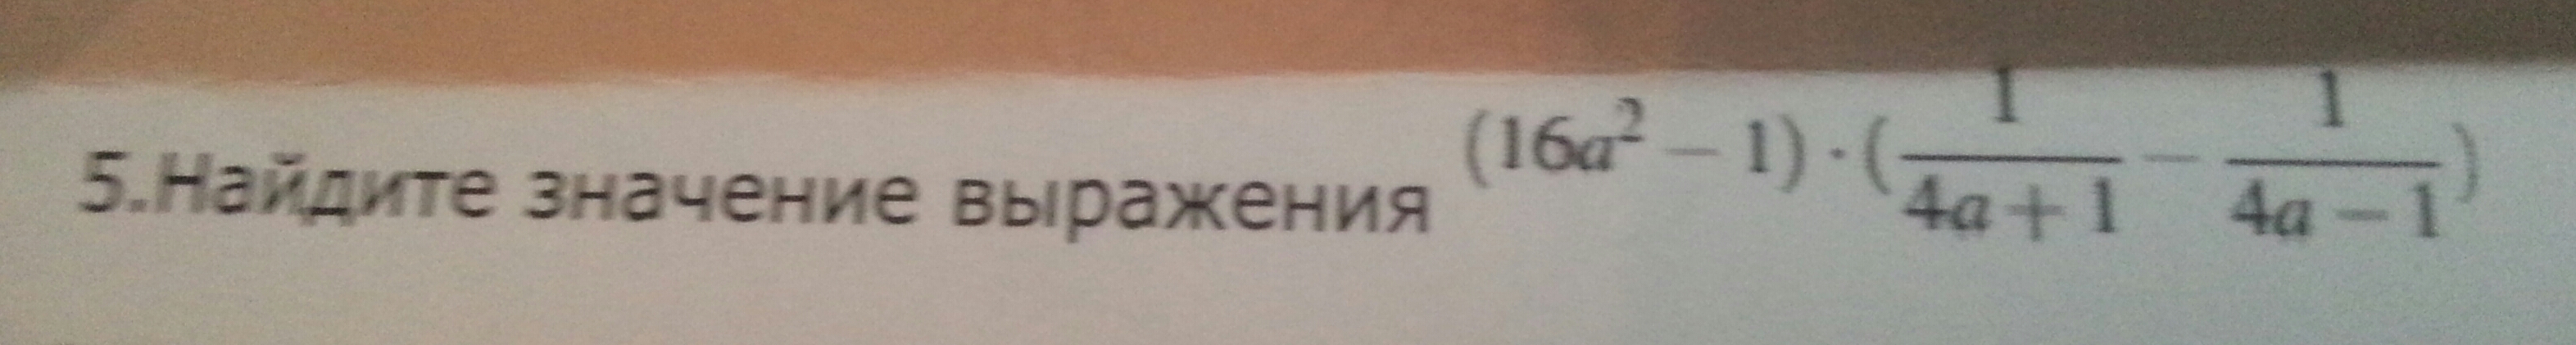 5.Найдите значение выражения (16a² − 1) · (1/(4a + 1) − 1/(4a − 1))